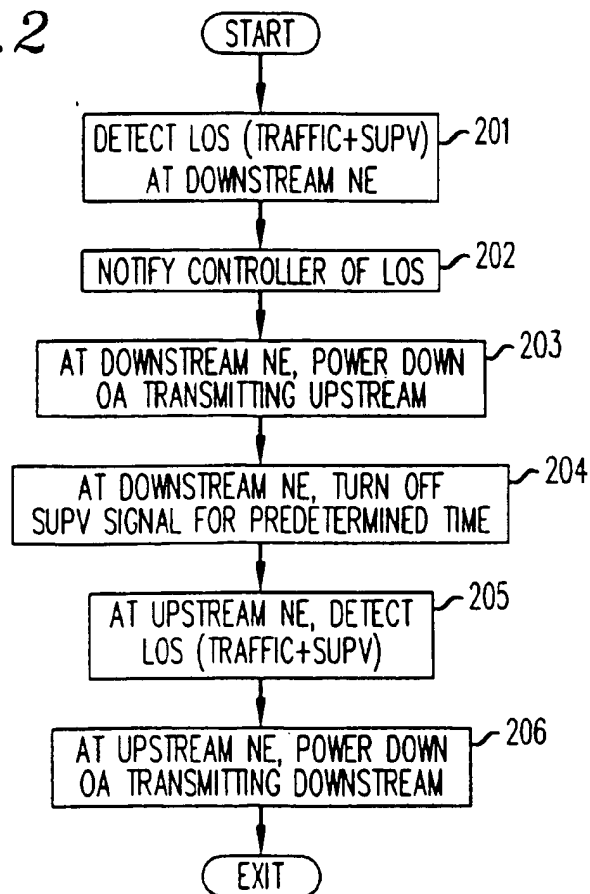 .2
START
DETECT LOS (TRAFFIC+SUPV)
AT DOWNSTREAM NE
201
NOTIFY CONTROLLER OF LOS
202
AT DOWNSTREAM NE, POWER DOWN
OA TRANSMITTING UPSTREAM
203
AT DOWNSTREAM NE, TURN OFF
SUPV SIGNAL FOR PREDETERMINED TIME
204
AT UPSTREAM NE, DETECT
LOS (TRAFFIC+SUPV)
205
AT UPSTREAM NE, POWER DOWN
OA TRANSMITTING DOWNSTREAM
206
EXIT